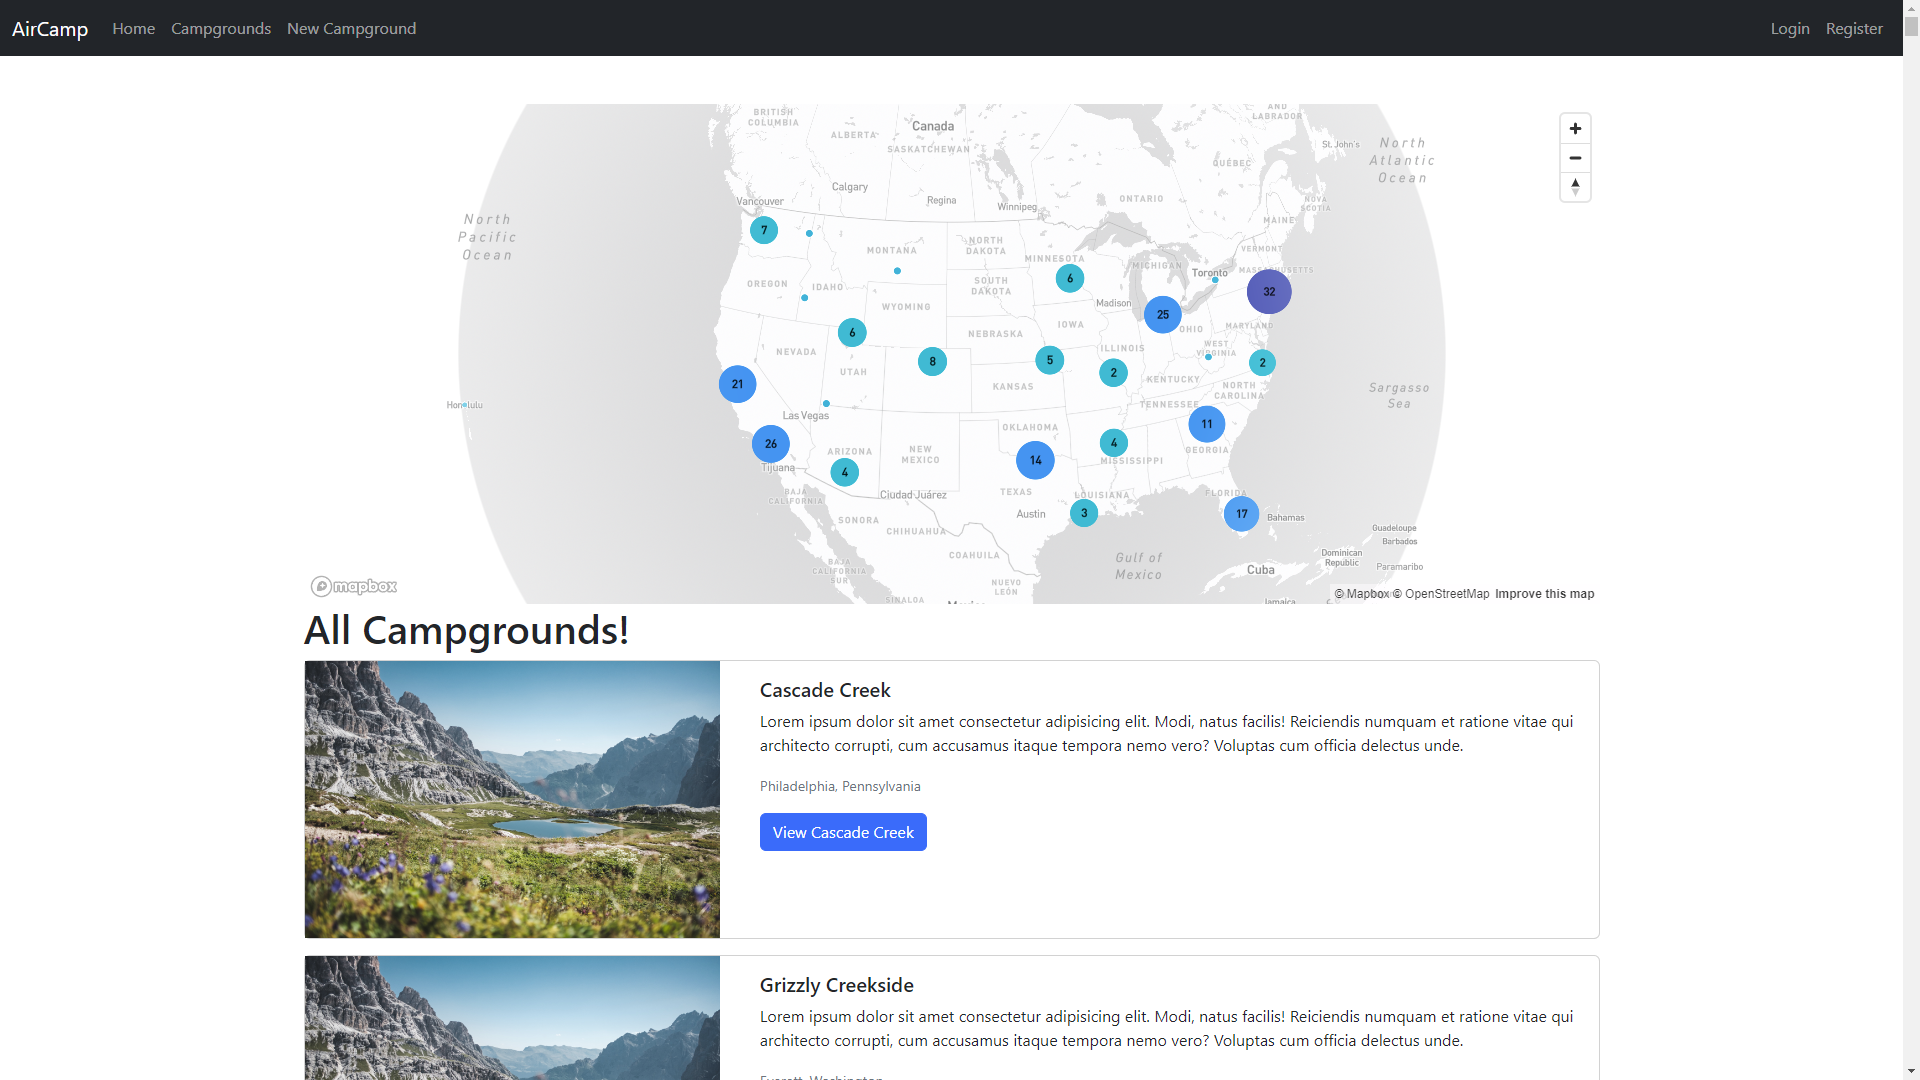 AirCamp Home Campgrounds New Campground Login Register
BRITISH COLUMBIA
ALBERTA
Canada
SASKATCHEWAN
AND LABRADOR
St. John's
North Atlantic Ocean
QUÉBEC
Calgary
Regina
Winnipeg
ONTARIO
NOVA SCOTIA
Vancouver
North Pacific Ocean
MAINE
7
MONTANA
NORTH DAKOTA
MINNESOTA
VERMONT
MICHIGAN
Toronto
MASSACHUSETTS
6
OREGON
IDAHO
SOUTH DAKOTA
32
WYOMING
Madison
25
OHIO
MARYLAND
6
NEBRASKA
IOWA
NEVADA
ILLINOIS
WEST VIRGINIA
8
5
2
2
UTAH
KANSAS
KENTUCKY
21
NORTH CAROLINA
Sargasso Sea
Honolulu
Las Vegas
TENNESSEE
OKLAHOMA
11
26
ARIZONA
NEW MEXICO
4
GEORGIA
14
MISSISSIPPI
Tijuana
4
BAJA CALIFORNIA
Ciudad Juárez
TEXAS
LOUISIANA
FLORIDA
Austin
3
17
Bahamas
SONORA
CHIHUAHUA
Guadeloupe
Barbados
COAHUILA
Gulf of Mexico
Dominican Republic
BAJA CALIFORNIA SUR
Cuba
Paramaribo
NUEVO LEÓN
SINALOA
Mexico
Jamaica
mapbox
© Mapbox © OpenStreetMap Improve this map
All Campgrounds!
Cascade Creek
Lorem ipsum dolor sit amet consectetur adipisicing elit. Modi, natus facilis! Reiciendis numquam et ratione vitae qui
architecto corrupti, cum accusamus itaque tempora nemo vero? Voluptas cum officia delectus unde.
Philadelphia, Pennsylvania
View Cascade Creek
Grizzly Creekside
Lorem ipsum dolor sit amet consectetur adipisicing elit. Modi, natus facilis! Reiciendis numquam et ratione vitae qui
architecto corrupti, cum accusamus itaque tempora nemo vero? Voluptas cum officia delectus unde.
Everett, Washington